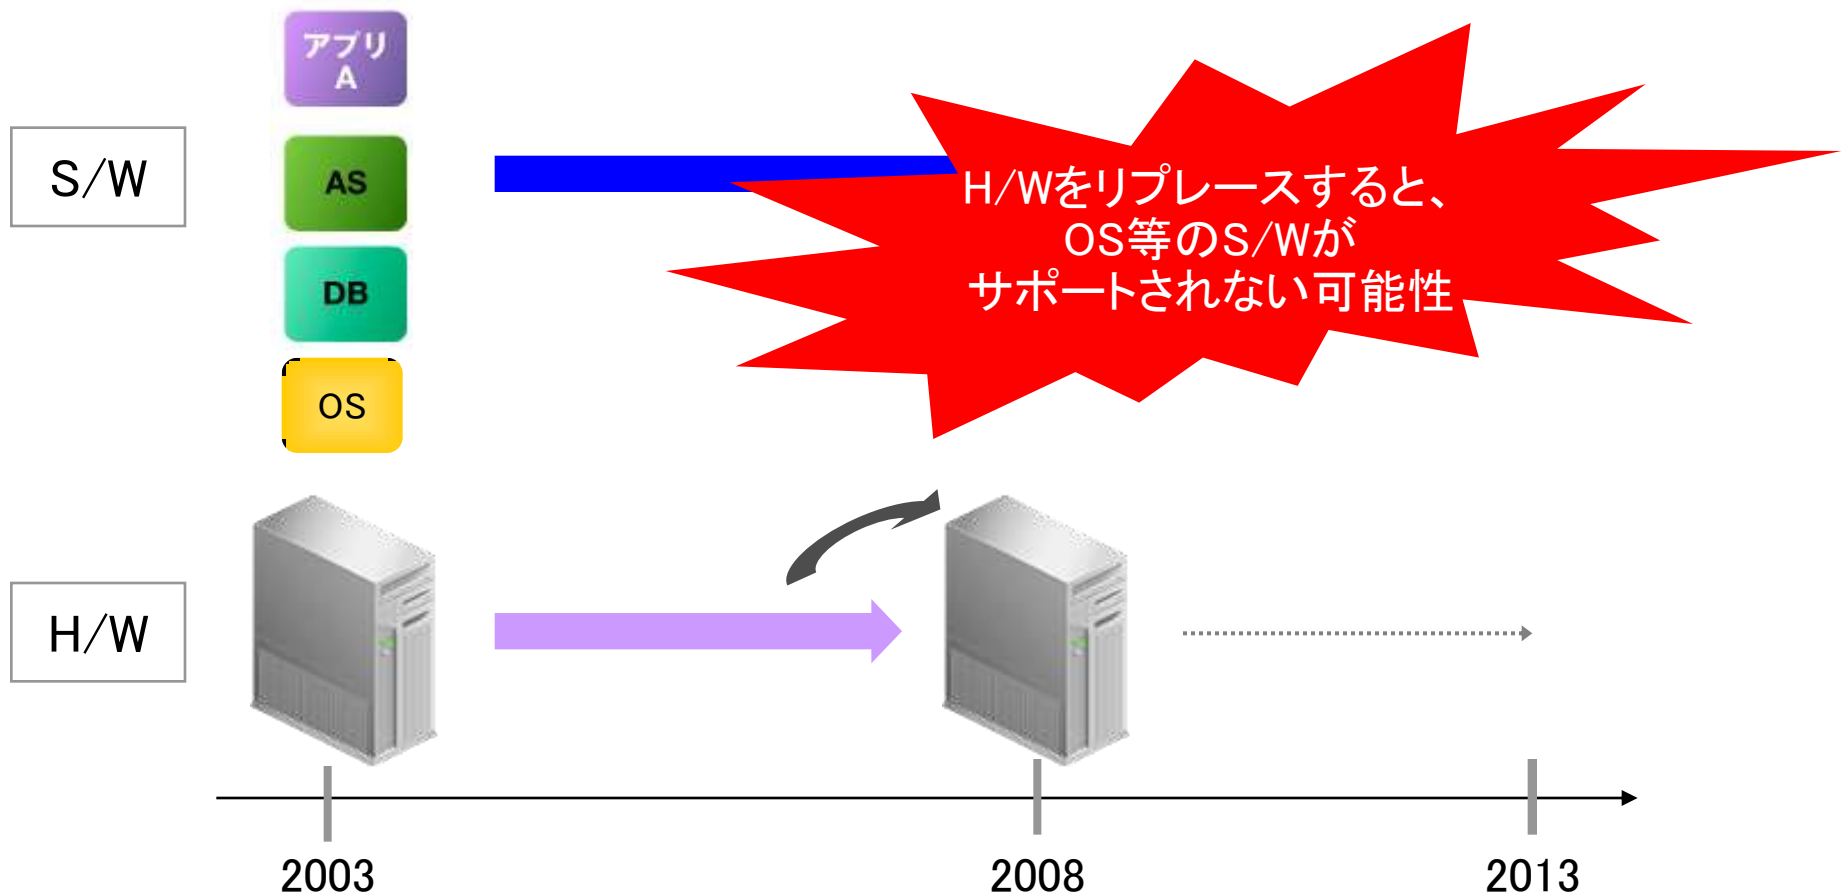 アプリ
A
S/W
AS
DB
OS
H/Wをリプレースすると、
OS等のS/Wが
サポートされない可能性
H/W
2003
2008
2013